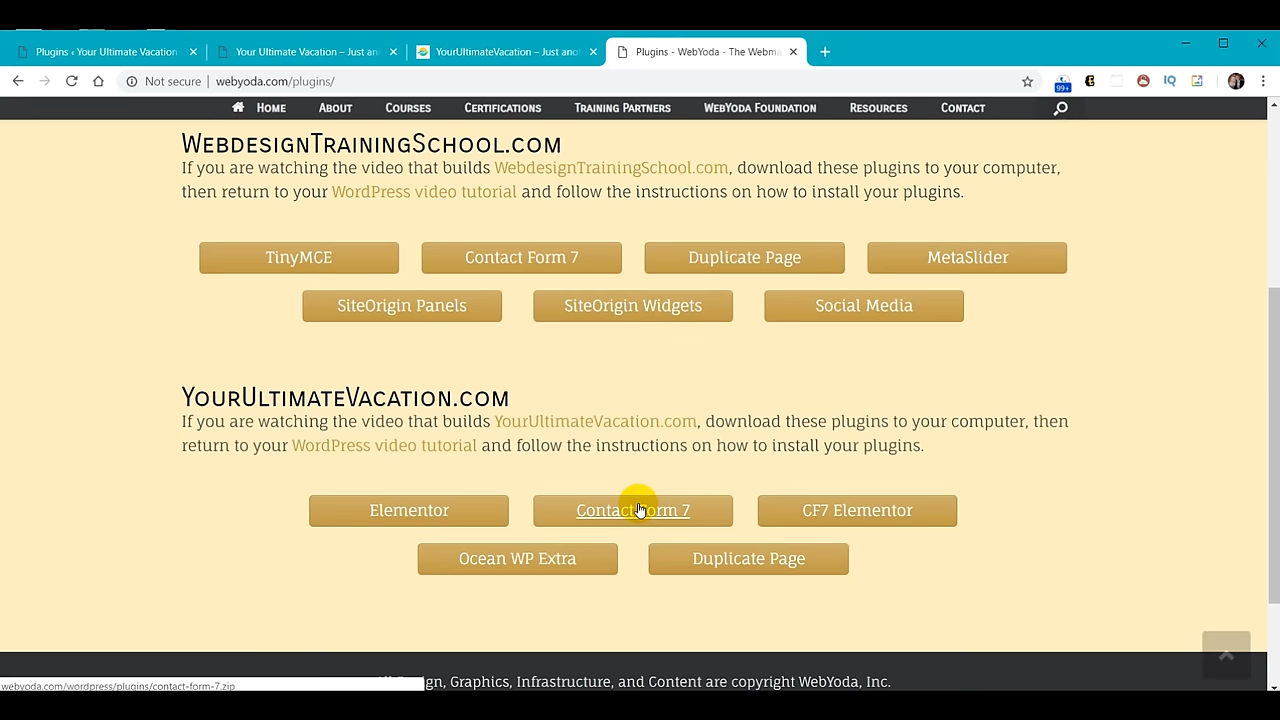 Plugins ‹ Your Ultimate Vacation
Your Ultimate Vacation – Just an
YourUltimateVacation – Just ano
Plugins - WebYoda - The Webma
Not secure | webyoda.com/plugins/
99+
IQ
HOME ABOUT COURSES CERTIFICATIONS TRAINING PARTNERS WEBYODA FOUNDATION RESOURCES CONTACT
WEBDESIGNTRAININGSCHOOL.COM
If you are watching the video that builds WebdesignTrainingSchool.com, download these plugins to your computer,
then return to your WordPress video tutorial and follow the instructions on how to install your plugins.
TinyMCE Contact Form 7 Duplicate Page MetaSlider
SiteOrigin Panels SiteOrigin Widgets Social Media
YOURULTIMATEVACATION.COM
If you are watching the video that builds YourUltimateVacation.com, download these plugins to your computer, then
return to your WordPress video tutorial and follow the instructions on how to install your plugins.
Elementor Contact Form 7 CF7 Elementor
Ocean WP Extra Duplicate Page
Graphics, Infrastructure, and Content are copyright WebYoda, Inc.
webyoda.com/wordpress/plugins/contact-form-7.zip